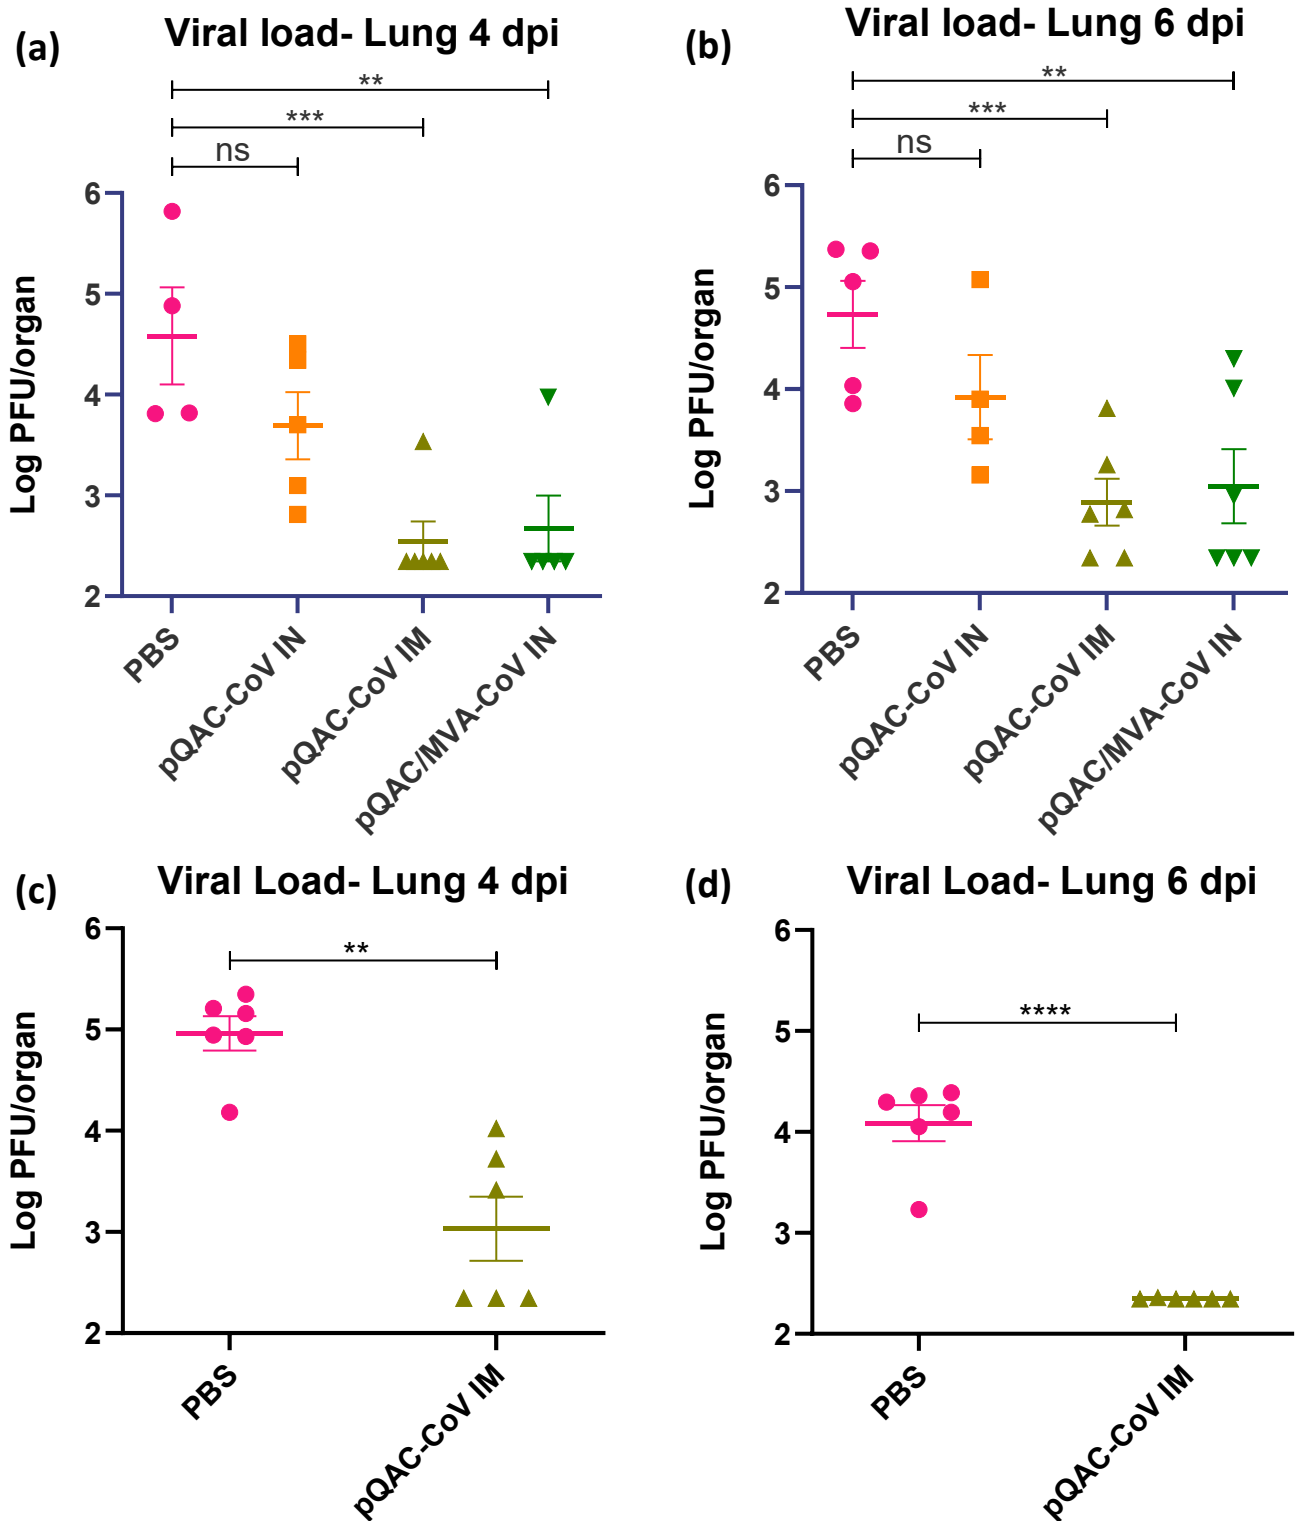 (a)
Viral load- Lung 4 dpi
**
***
ns
6
5
4
3
2
Log PFU/organ
PBS
pQAC-CoV IN
pQAC-CoV IM
pQAC/MVA-CoV IN
(b)
Viral load- Lung 6 dpi
**
***
ns
6
5
4
3
2
Log PFU/organ
PBS
pQAC-CoV IN
pQAC-CoV IM
pQAC/MVA-CoV IN
(c)
Viral Load- Lung 4 dpi
**
6
5
4
3
2
Log PFU/organ
PBS
pQAC-CoV IM
(d)
Viral Load- Lung 6 dpi
****
6
5
4
3
2
Log PFU/organ
PBS
pQAC-CoV IM